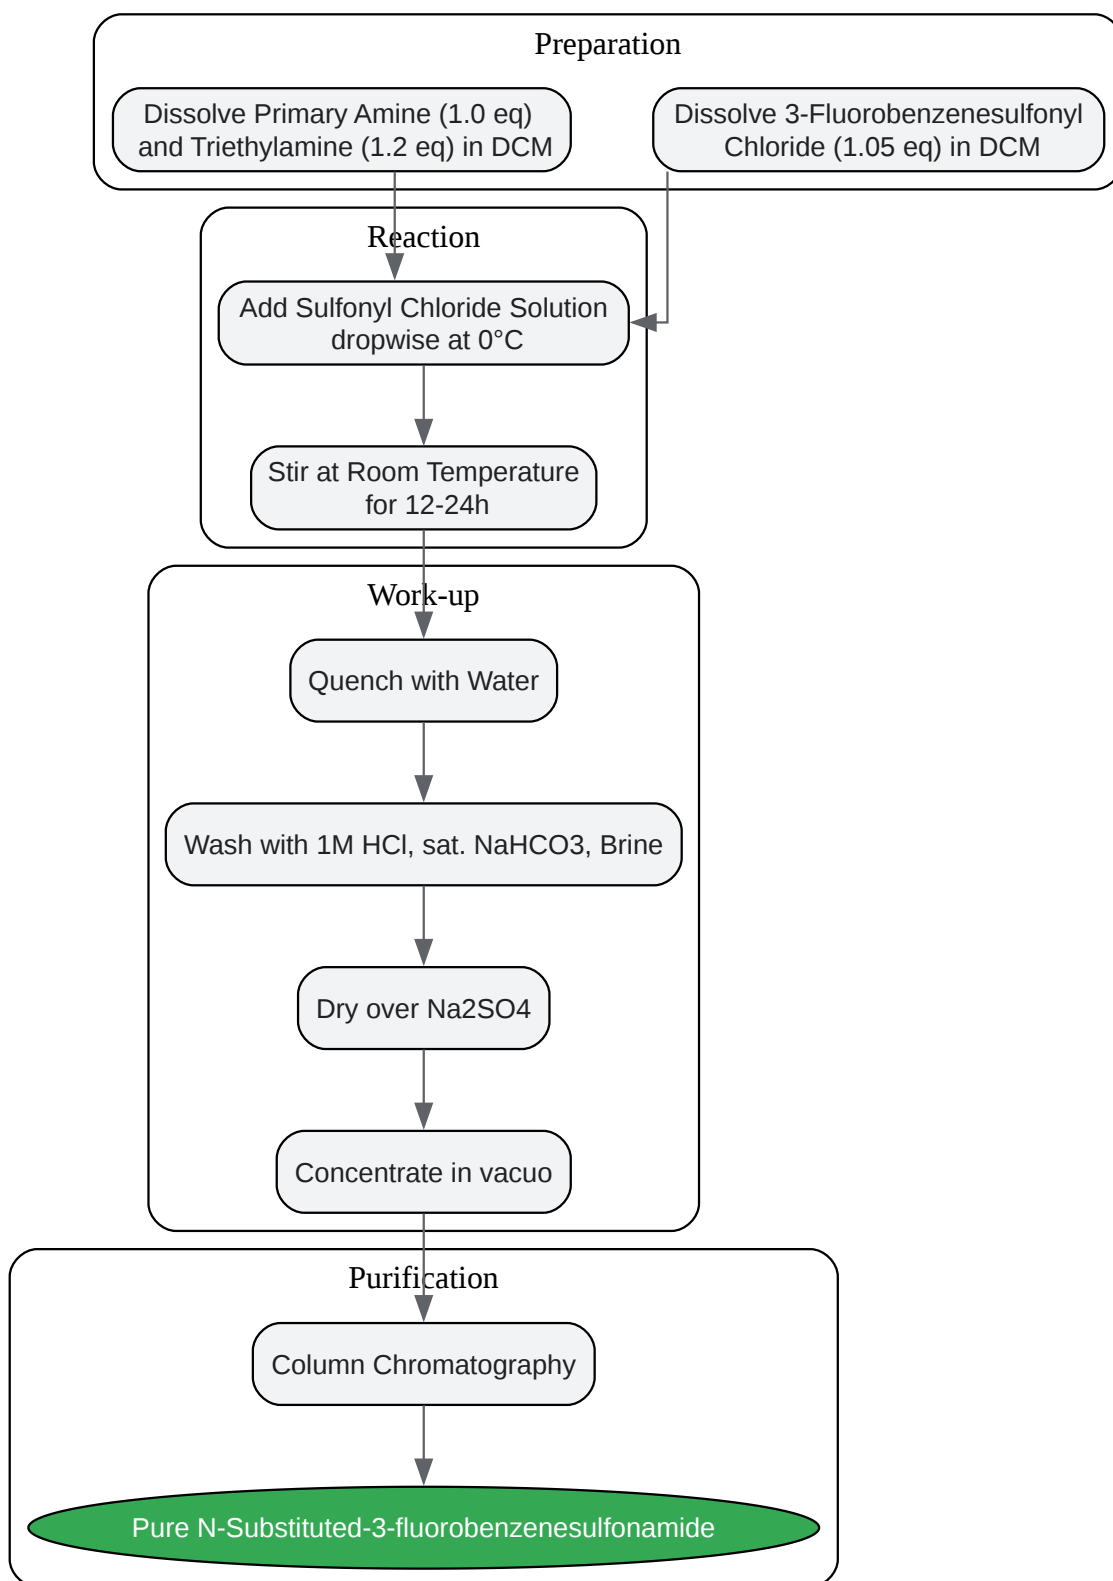 Preparation
Dissolve Primary Amine (1.0 eq)
and Triethylamine (1.2 eq) in DCM
Dissolve 3-Fluorobenzenesulfonyl
Chloride (1.05 eq) in DCM
Reaction
Add Sulfonyl Chloride Solution
dropwise at 0°C
Stir at Room Temperature
for 12-24h
Work-up
Quench with Water
Wash with 1M HCl, sat. NaHCO3, Brine
Dry over Na2SO4
Concentrate in vacuo
Purification
Column Chromatography
Pure N-Substituted-3-fluorobenzenesulfonamide